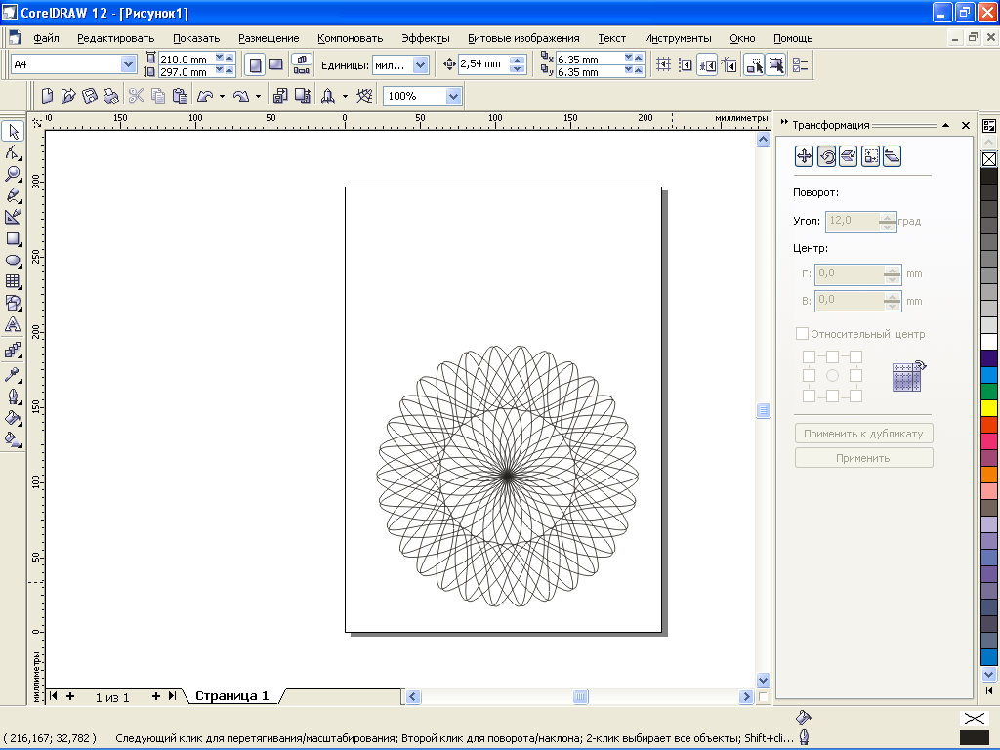 CorelDRAW 12 - [Рисунок1]
Файл Редактировать Показать Размещение Компоновать Эффекты Битовые изображения Текст Инструменты Окно Помощь
A4 210.0 mm 297.0 mm Единицы: мил... 2,54 mm 6.35 mm 6.35 mm
100%
150 100 50 0 50 100 150 200 миллиметры
300
250
200
150
100
50
0
миллиметры
Трансформация
Поворот:
Угол: 12,0 град
Центр:
Г: 0,0 mm
В: 0,0 mm
Относительный центр
Применить к дубликату
Применить
1 из 1 Страница 1
( 216,167; 32,782 ) Следующий клик для перетягивания/масштабирования; Второй клик для поворота/наклона; 2-клик выбирает все объекты; Shift+cli...